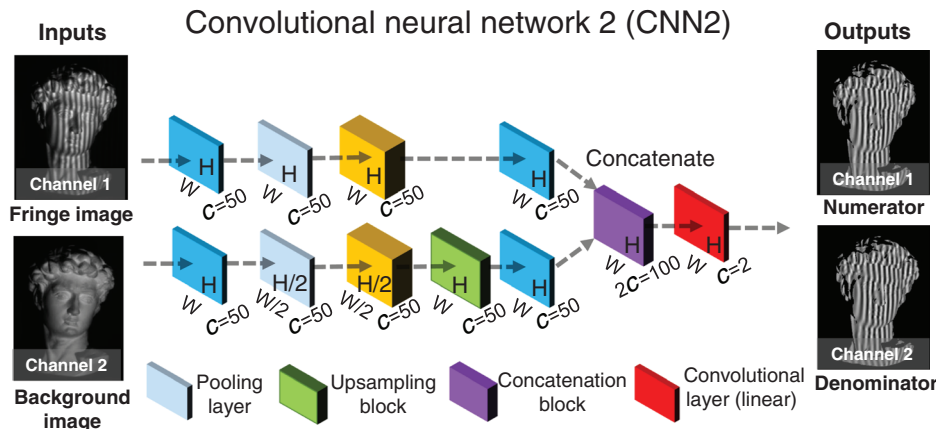 Convolutional neural network 2 (CNN2)
Inputs
Outputs
Channel 1
Fringe image
Channel 2
Background
image
H
W
C=50
H
W
C=50
H
W
C=50
H
W
C=50
H
W
C=50
H/2
W/2
C=50
H/2
W/2
C=50
H
W
C=50
H
W
C=50
Concatenate
H
W
2C=100
H
W
C=2
Channel 1
Numerator
Channel 2
Denominator
Pooling
layer
Upsampling
block
Concatenation
block
Convolutional
layer (linear)